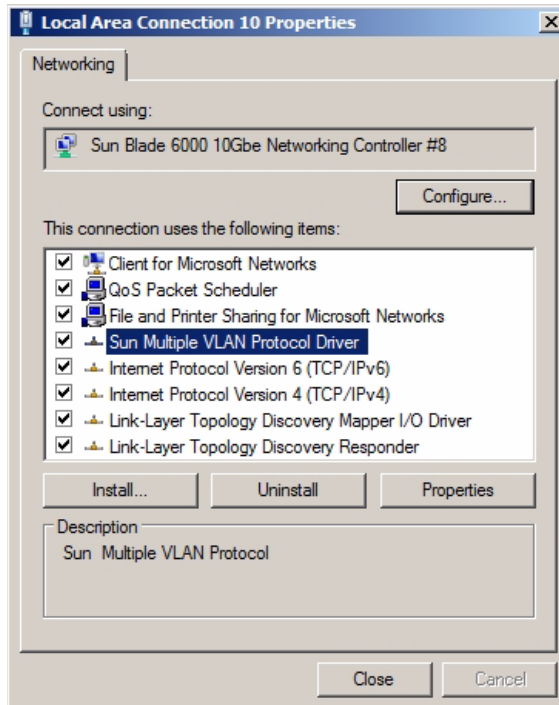 Local Area Connection 10 Properties
Networking
Connect using:
Sun Blade 6000 10Gbe Networking Controller #8
Configure...
This connection uses the following items:
Client for Microsoft Networks
QoS Packet Scheduler
File and Printer Sharing for Microsoft Networks
Sun Multiple VLAN Protocol Driver
Internet Protocol Version 6 (TCP/IPv6)
Internet Protocol Version 4 (TCP/IPv4)
Link-Layer Topology Discovery Mapper I/O Driver
Link-Layer Topology Discovery Responder
Install... Uninstall Properties
Description
Sun Multiple VLAN Protocol
Close Cancel